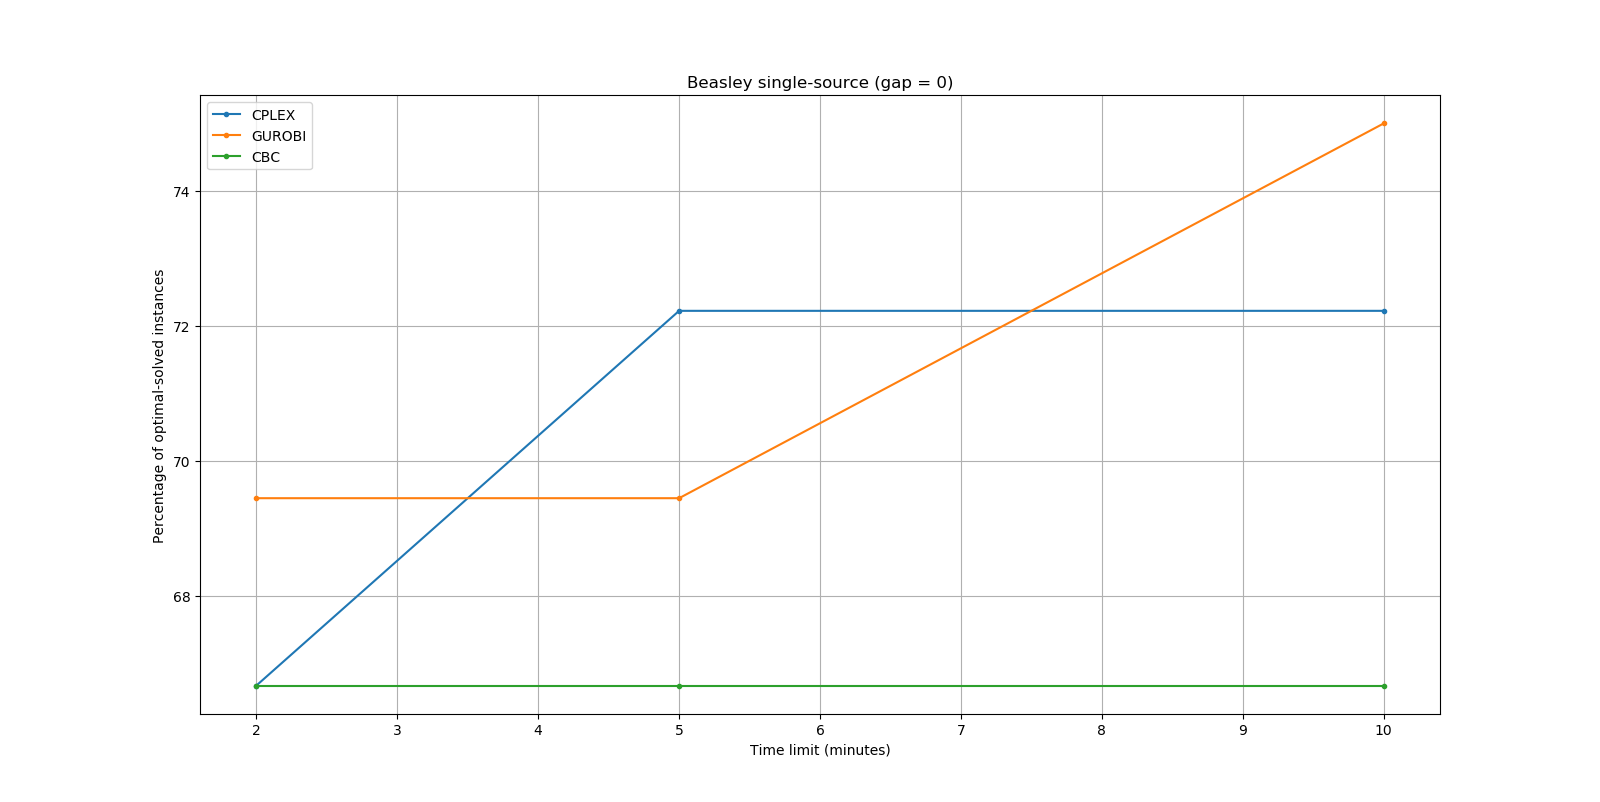 Beasley single-source (gap = 0)
CPLEX
GUROBI
CBC
Percentage of optimal-solved instances
74
72
70
68
2 3 4 5 6 7 8 9 10
Time limit (minutes)